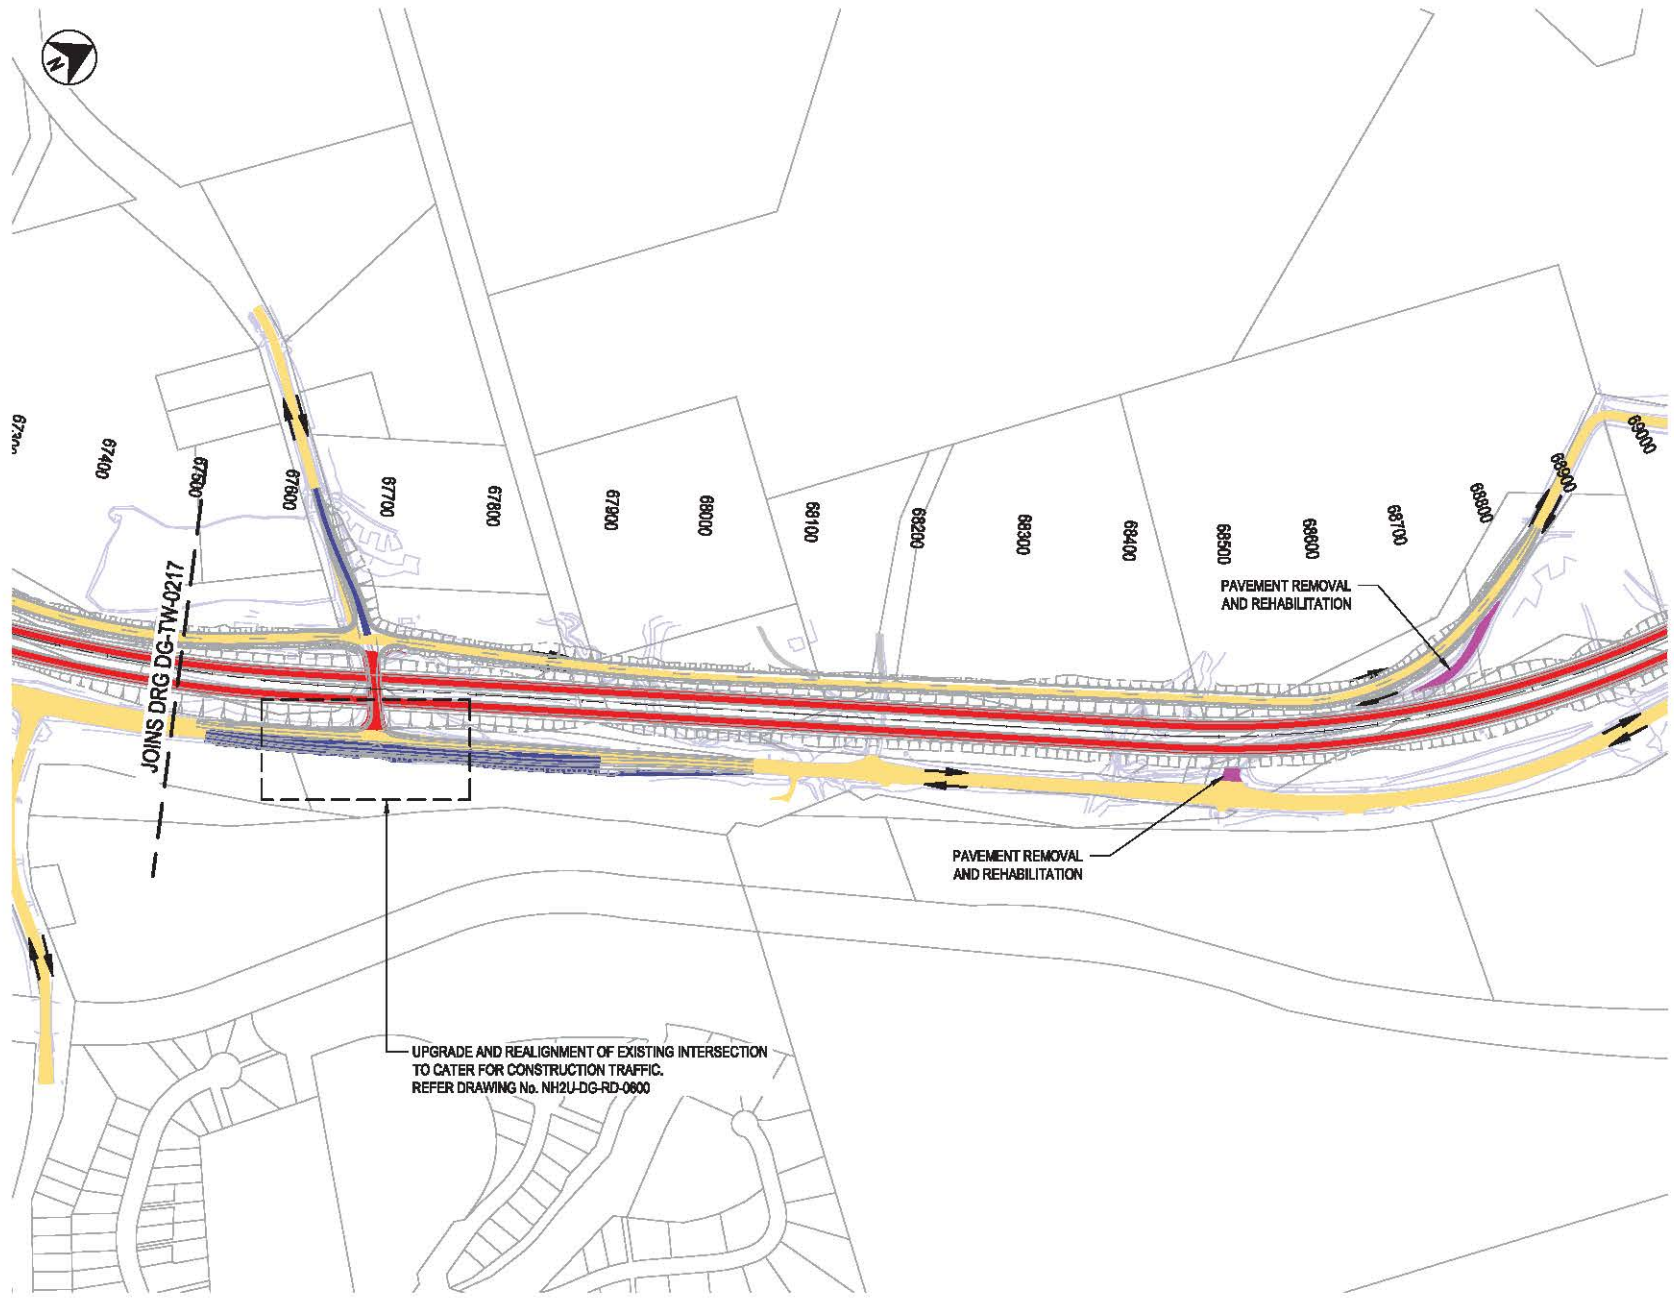 N
67300
67400
67500
67600
67700
67800
67900
68000
68100
68200
68300
68400
68500
68600
68700
68800
68900
69000
JOINS DRG DG-TW-0217
PAVEMENT REMOVAL
AND REHABILITATION
PAVEMENT REMOVAL
AND REHABILITATION
UPGRADE AND REALIGNMENT OF EXISTING INTERSECTION
TO CATER FOR CONSTRUCTION TRAFFIC.
REFER DRAWING No. NH2U-DG-RD-0600